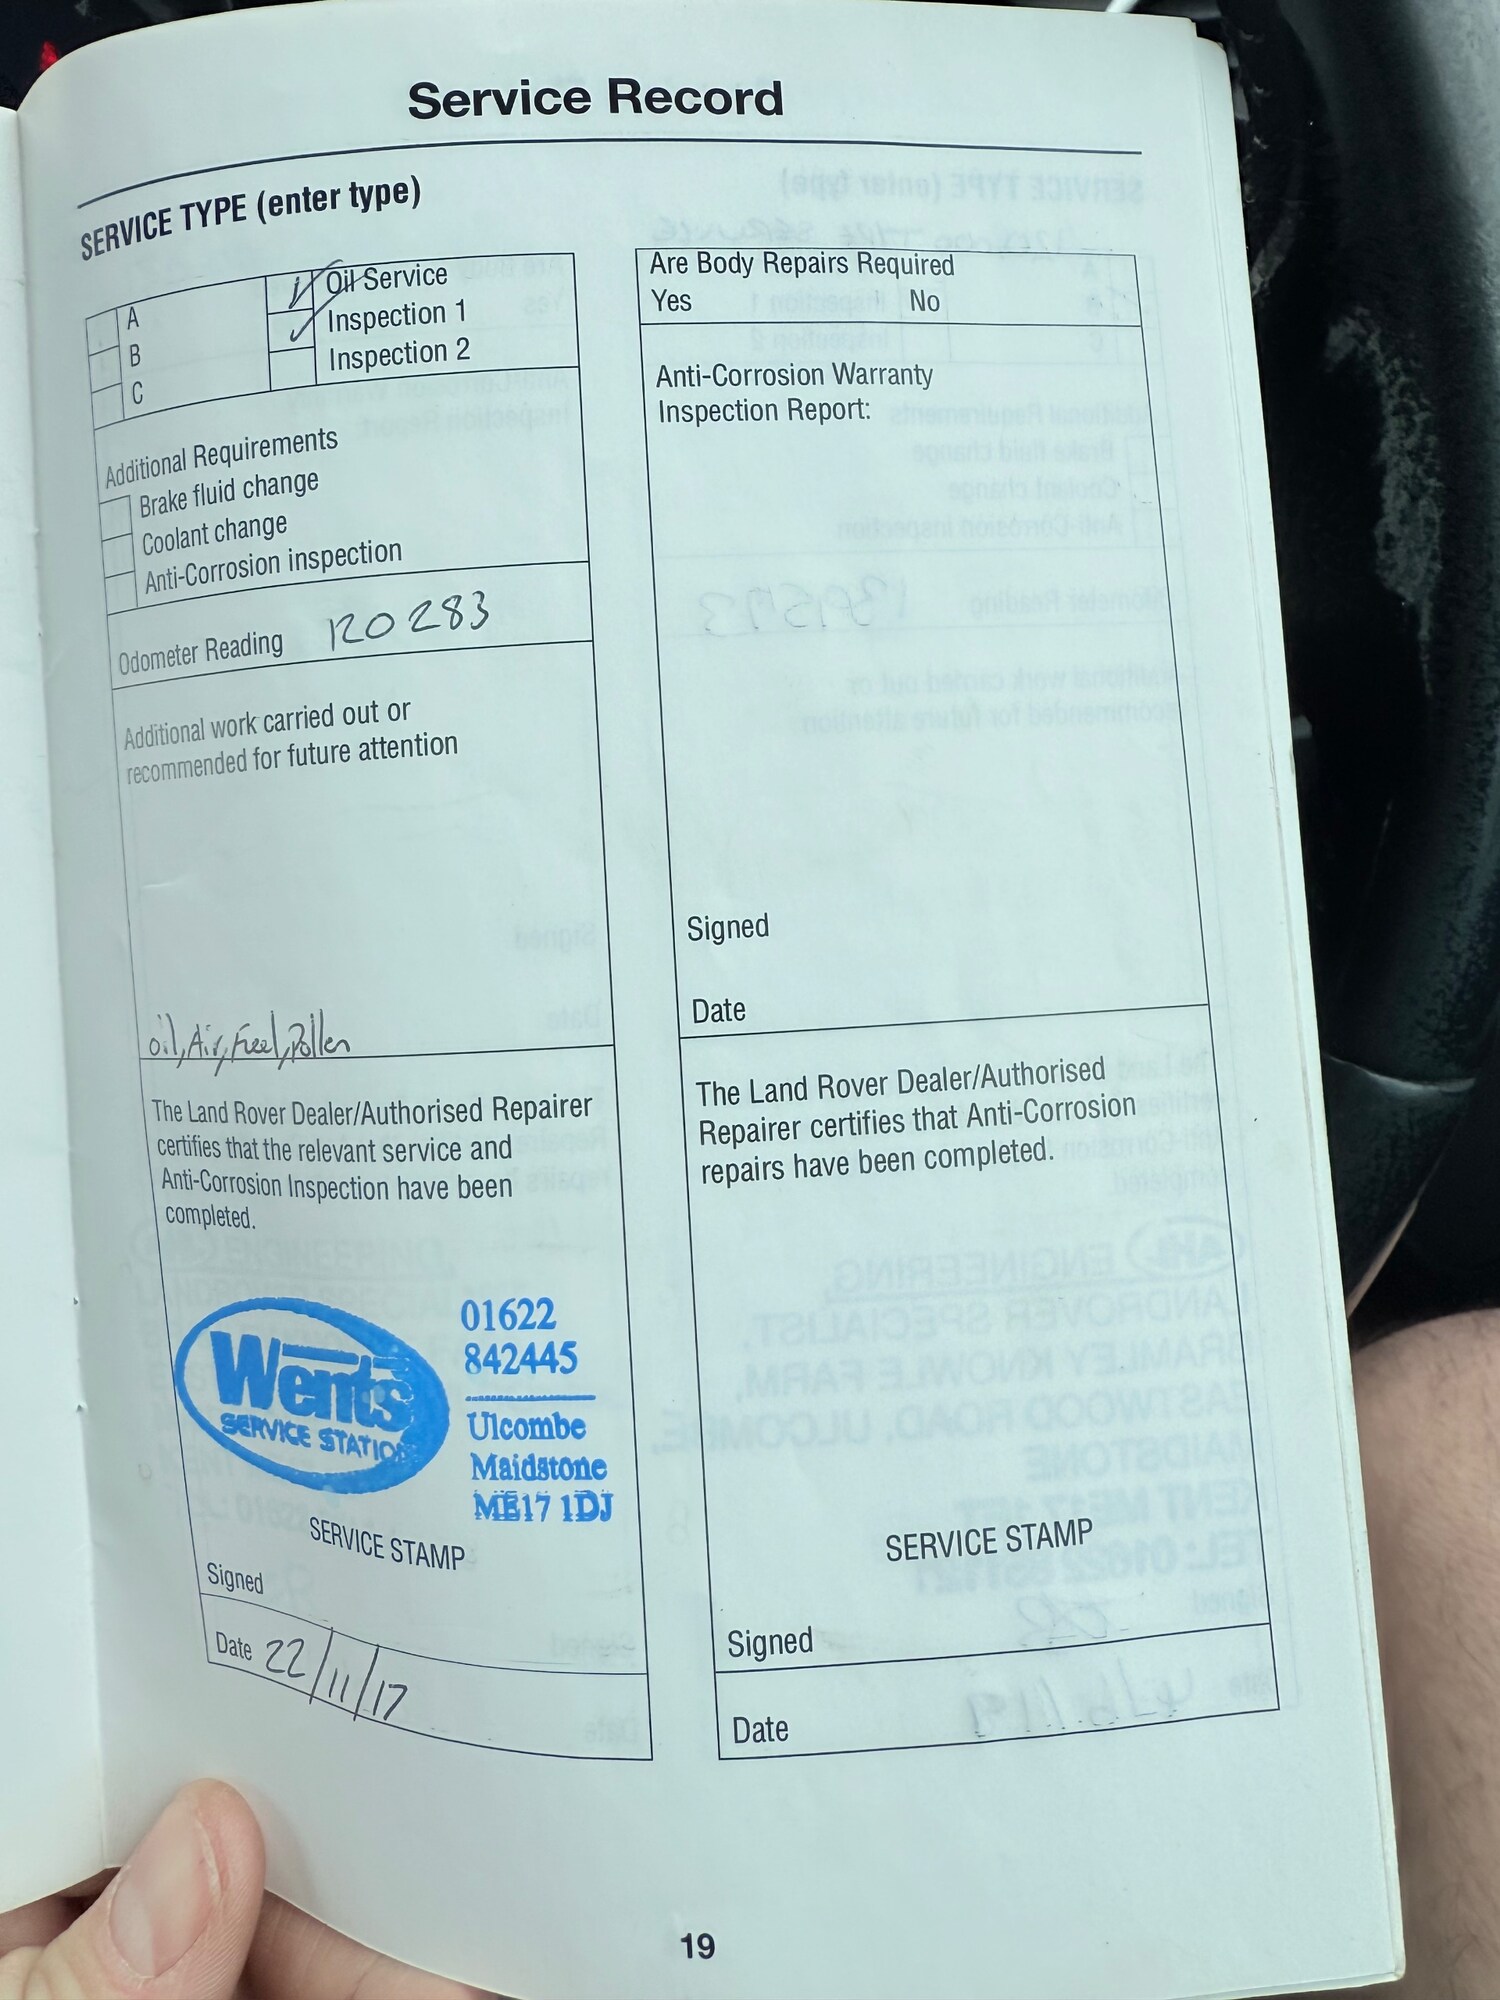 Service Record
SERVICE TYPE (enter type)
A
B
C
Oil Service
Inspection 1
Inspection 2
Additional Requirements
Brake fluid change
Coolant change
Anti-Corrosion inspection
Odometer Reading 120283
Additional work carried out or
recommended for future attention
oil, Air, Fuel, Pollen
The Land Rover Dealer/Authorised Repairer
certifies that the relevant service and
Anti-Corrosion Inspection have been
completed.
Wents
SERVICE STATION
01622
842445
Ulcombe
Maidstone
ME17 1DJ
SERVICE STAMP
Signed
Date 22/11/17
Are Body Repairs Required
Yes No
Anti-Corrosion Warranty
Inspection Report:
Signed
Date
The Land Rover Dealer/Authorised
Repairer certifies that Anti-Corrosion
repairs have been completed.
SERVICE STAMP
Signed
Date
19